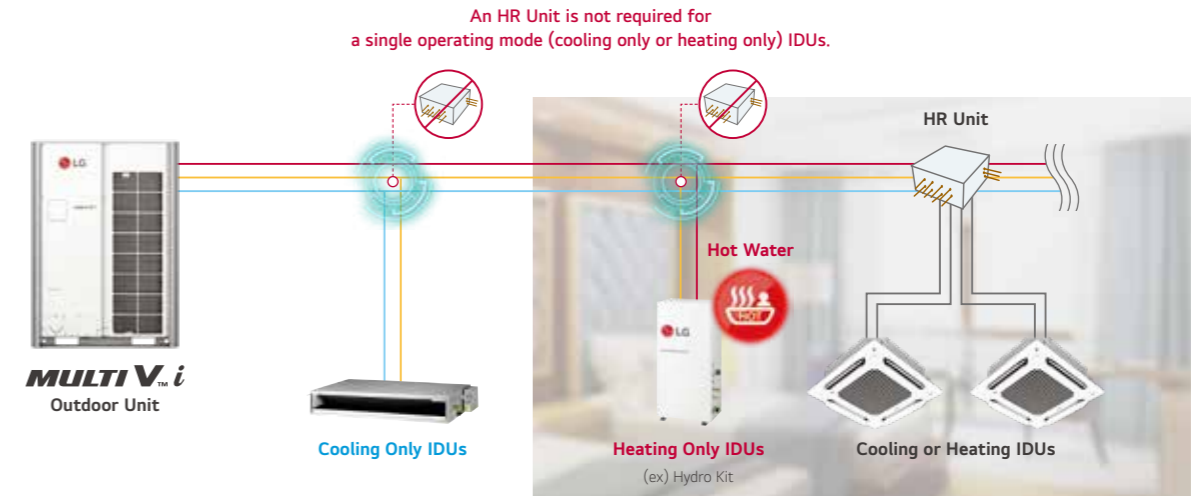 An HR Unit is not required for
a single operating mode (cooling only or heating only) IDUs.
HR Unit
LG
Hot Water
HOT
LG
MULTI V™ i
Outdoor Unit
Cooling Only IDUs
Heating Only IDUs
(ex) Hydro Kit
Cooling or Heating IDUs